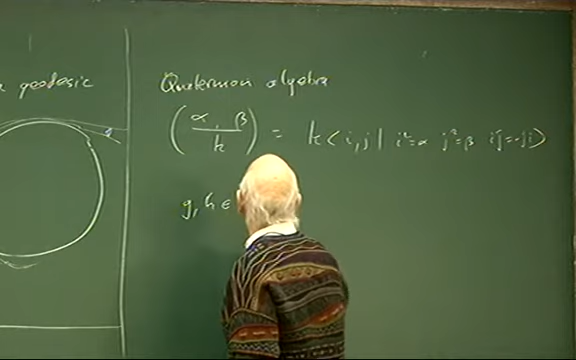 geodesic
Quaternion algebra
(α, β / k) = k⟨i, j | i²=α j²=β ij=-ji⟩
g, h ∈